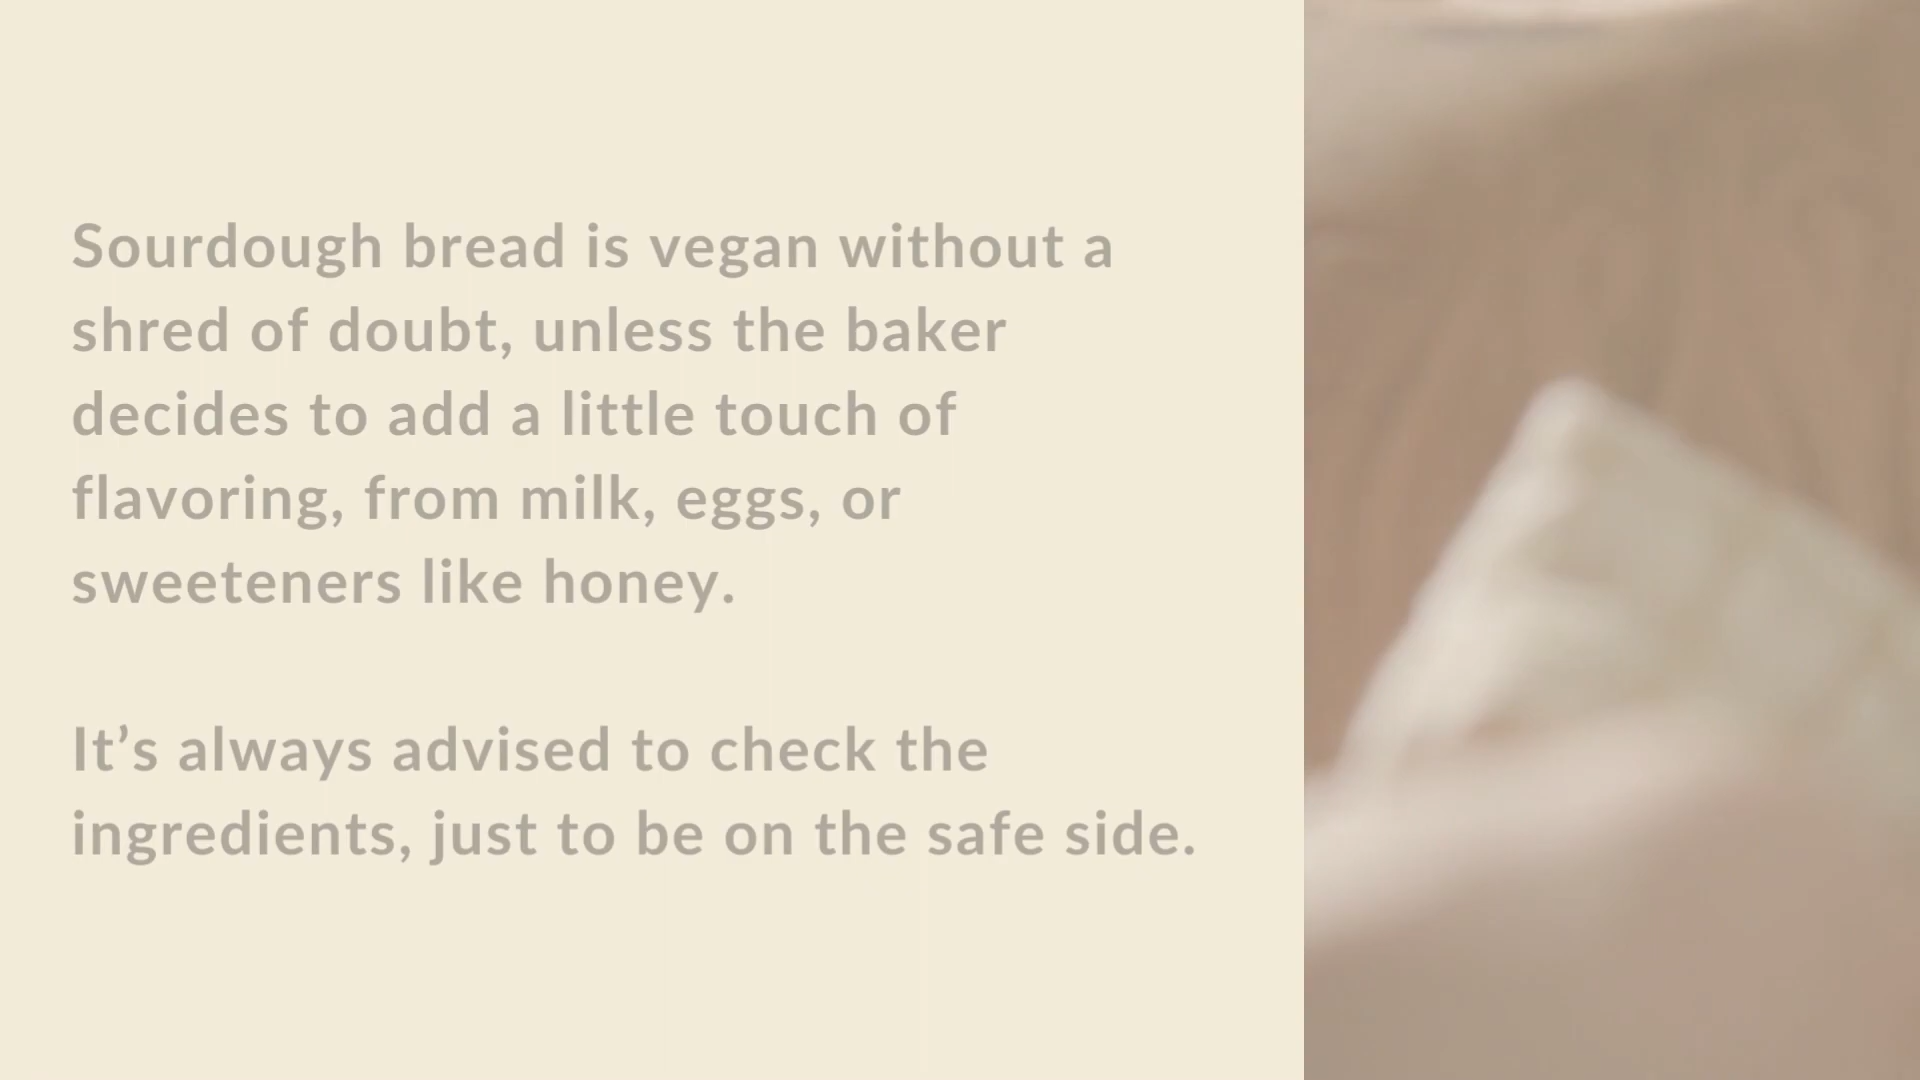 Sourdough bread is vegan without a
shred of doubt, unless the baker
decides to add a little touch of
flavoring, from milk, eggs, or
sweeteners like honey.
It’s always advised to check the
ingredients, just to be on the safe side.